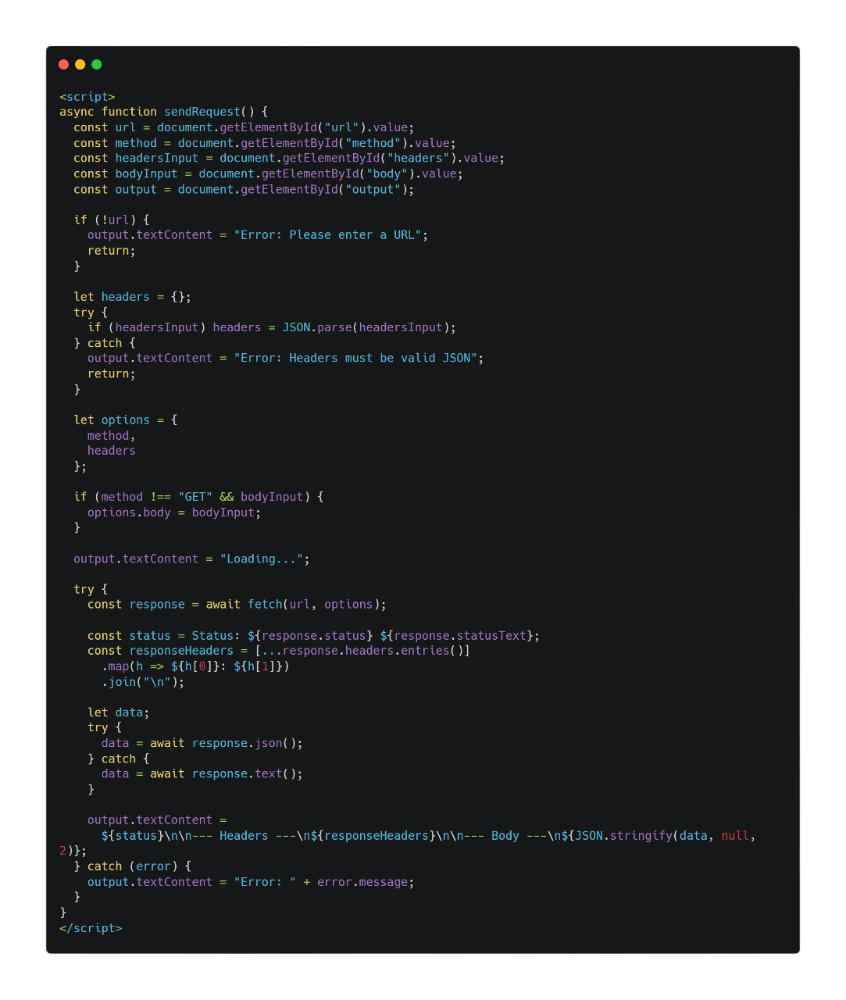 <script>
async function sendRequest() {
  const url = document.getElementById("url").value;
  const method = document.getElementById("method").value;
  const headersInput = document.getElementById("headers").value;
  const bodyInput = document.getElementById("body").value;
  const output = document.getElementById("output");

  if (!url) {
    output.textContent = "Error: Please enter a URL";
    return;
  }

  let headers = {};
  try {
    if (headersInput) headers = JSON.parse(headersInput);
  } catch {
    output.textContent = "Error: Headers must be valid JSON";
    return;
  }

  let options = {
    method,
    headers
  };

  if (method !== "GET" && bodyInput) {
    options.body = bodyInput;
  }

  output.textContent = "Loading...";

  try {
    const response = await fetch(url, options);

    const status = Status: ${response.status} ${response.statusText};
    const responseHeaders = [...response.headers.entries()]
      .map(h => ${h[0]}: ${h[1]})
      .join("\n");

    let data;
    try {
      data = await response.json();
    } catch {
      data = await response.text();
    }

    output.textContent =
      ${status}\n\n--- Headers ---\n${responseHeaders}\n\n--- Body ---\n${JSON.stringify(data, null,
2)};
  } catch (error) {
    output.textContent = "Error: " + error.message;
  }
}
</script>